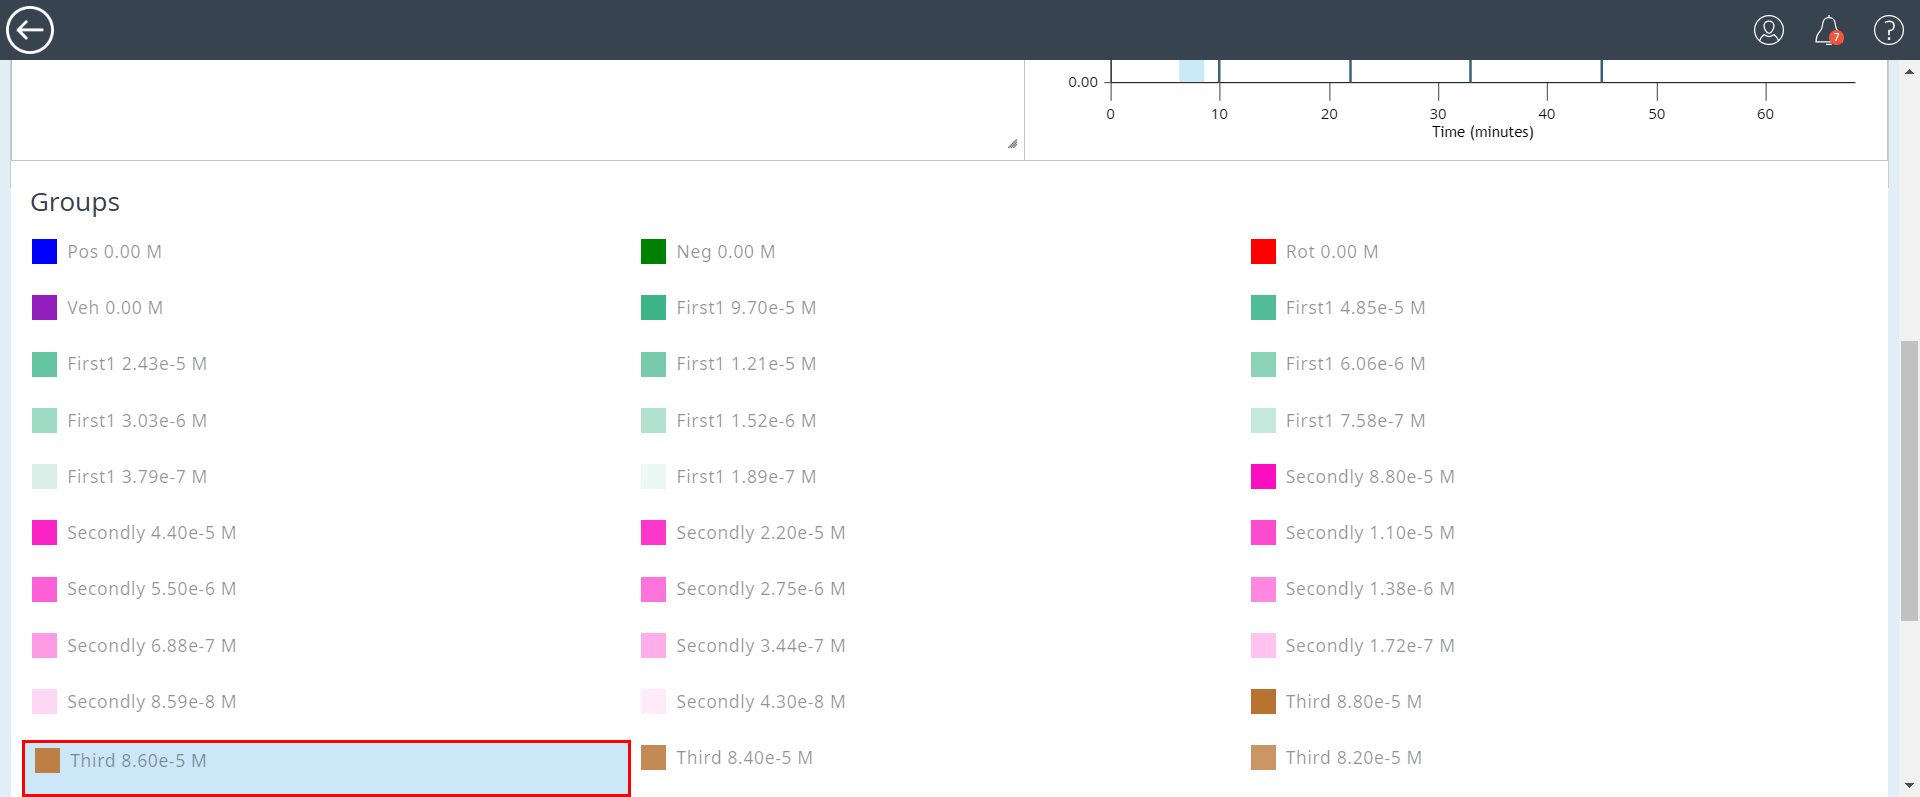 7
?
0.00
0 10 20 30 40 50 60
Time (minutes)
Groups
Pos 0.00 M
Neg 0.00 M
Rot 0.00 M
Veh 0.00 M
First1 9.70e-5 M
First1 4.85e-5 M
First1 2.43e-5 M
First1 1.21e-5 M
First1 6.06e-6 M
First1 3.03e-6 M
First1 1.52e-6 M
First1 7.58e-7 M
First1 3.79e-7 M
First1 1.89e-7 M
Secondly 8.80e-5 M
Secondly 4.40e-5 M
Secondly 2.20e-5 M
Secondly 1.10e-5 M
Secondly 5.50e-6 M
Secondly 2.75e-6 M
Secondly 1.38e-6 M
Secondly 6.88e-7 M
Secondly 3.44e-7 M
Secondly 1.72e-7 M
Secondly 8.59e-8 M
Secondly 4.30e-8 M
Third 8.80e-5 M
Third 8.60e-5 M
Third 8.40e-5 M
Third 8.20e-5 M